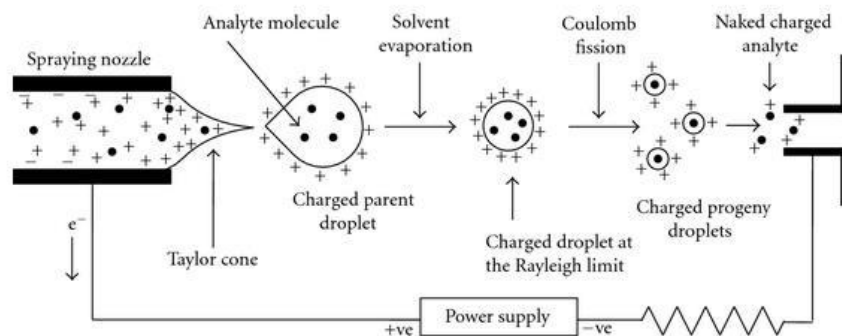 Spraying nozzle
Analyte molecule
Solvent
evaporation
Coulomb
fission
Naked charged
analyte
Charged parent
droplet
Charged droplet at
the Rayleigh limit
Charged progeny
droplets
Taylor cone
e⁻
+ve
Power supply
−ve